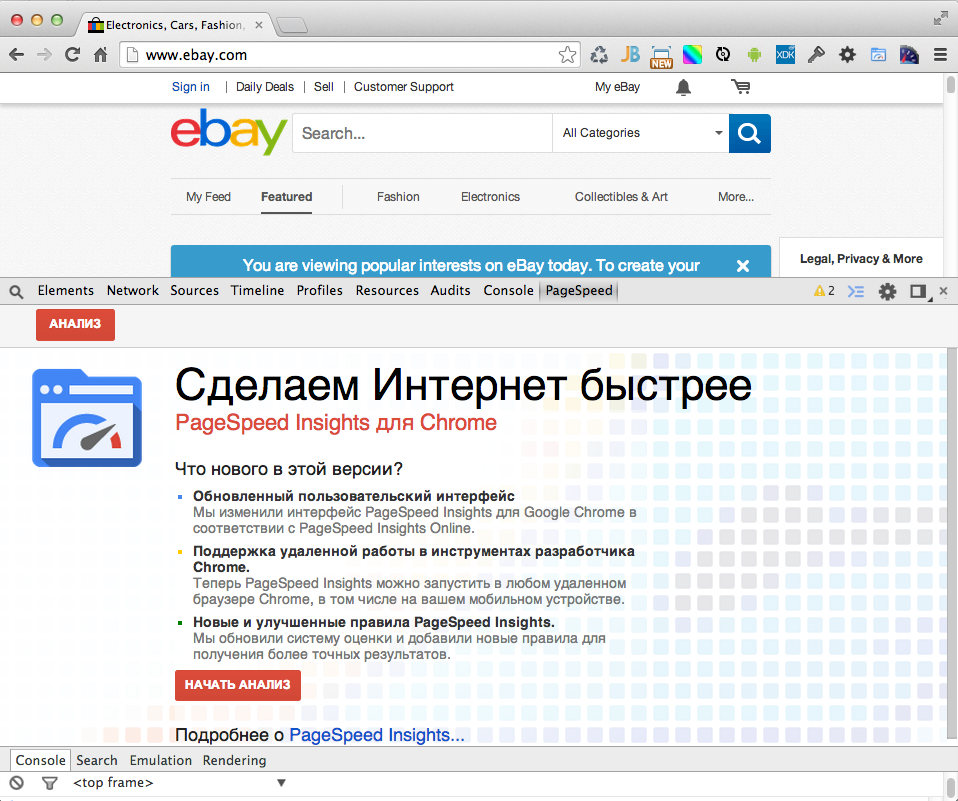 Electronics, Cars, Fashion,
www.ebay.com
JB
NEW
XDK
Sign in | Daily Deals | Sell | Customer Support My eBay
ebay Search... All Categories
My Feed Featured Fashion Electronics Collectibles & Art More...
You are viewing popular interests on eBay today. To create your
Legal, Privacy & More
Elements Network Sources Timeline Profiles Resources Audits Console PageSpeed 2
АНАЛИЗ
Сделаем Интернет быстрее
PageSpeed Insights для Chrome
Что нового в этой версии?
Обновленный пользовательский интерфейс
Мы изменили интерфейс PageSpeed Insights для Google Chrome в
соответствии с PageSpeed Insights Online.
Поддержка удаленной работы в инструментах разработчика
Chrome.
Теперь PageSpeed Insights можно запустить в любом удаленном
браузере Chrome, в том числе на вашем мобильном устройстве.
Новые и улучшенные правила PageSpeed Insights.
Мы обновили систему оценки и добавили новые правила для
получения более точных результатов.
НАЧАТЬ АНАЛИЗ
Подробнее о PageSpeed Insights...
Console Search Emulation Rendering
<top frame>